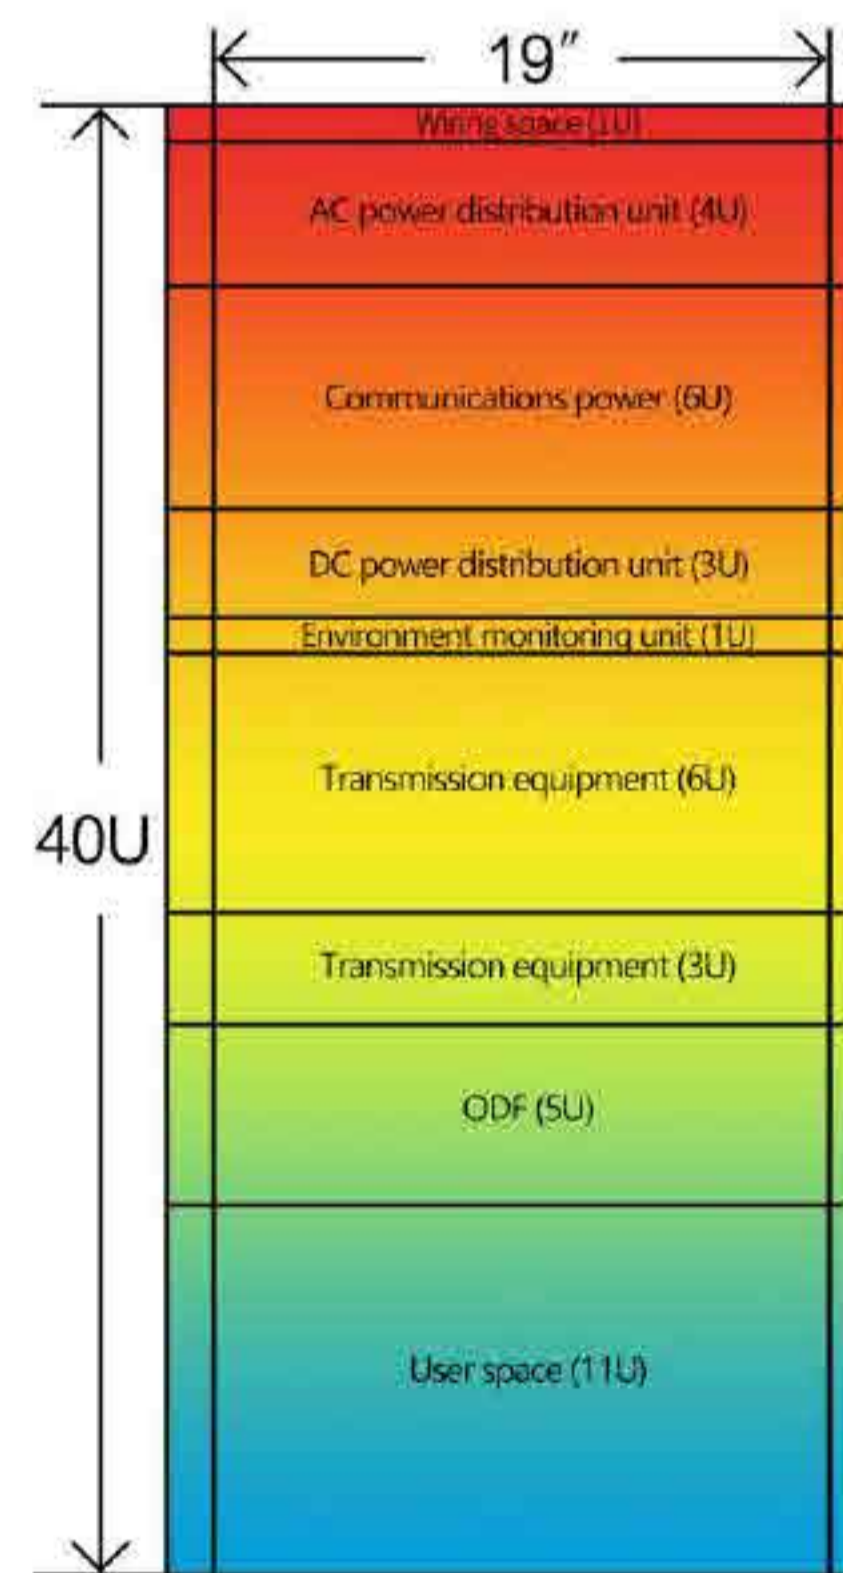 19"
Wiring space (1U)
AC power distribution unit (4U)
Communications power (6U)
DC power distribution unit (3U)
Environment monitoring unit (1U)
Transmission equipment (6U)
40U
Transmission equipment (3U)
ODF (5U)
User space (11U)